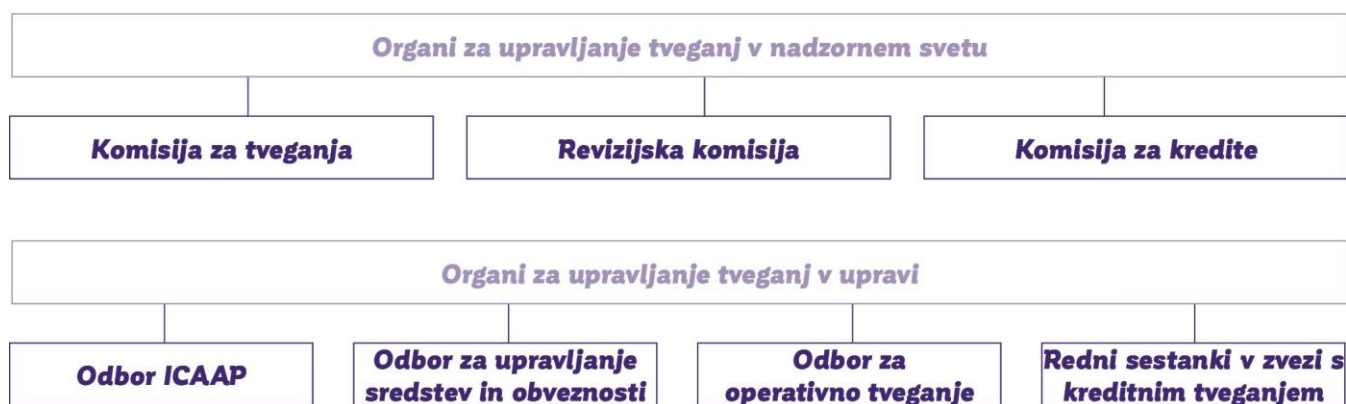 Organi za upravljanje tveganj v nadzornem svetu
Komisija za tveganja
Revizijska komisija
Komisija za kredite
Organi za upravljanje tveganj v upravi
Odbor ICAAP
Odbor za upravljanje
sredstev in obveznosti
Odbor za
operativno tveganje
Redni sestanki v zvezi s
kreditnim tveganjem